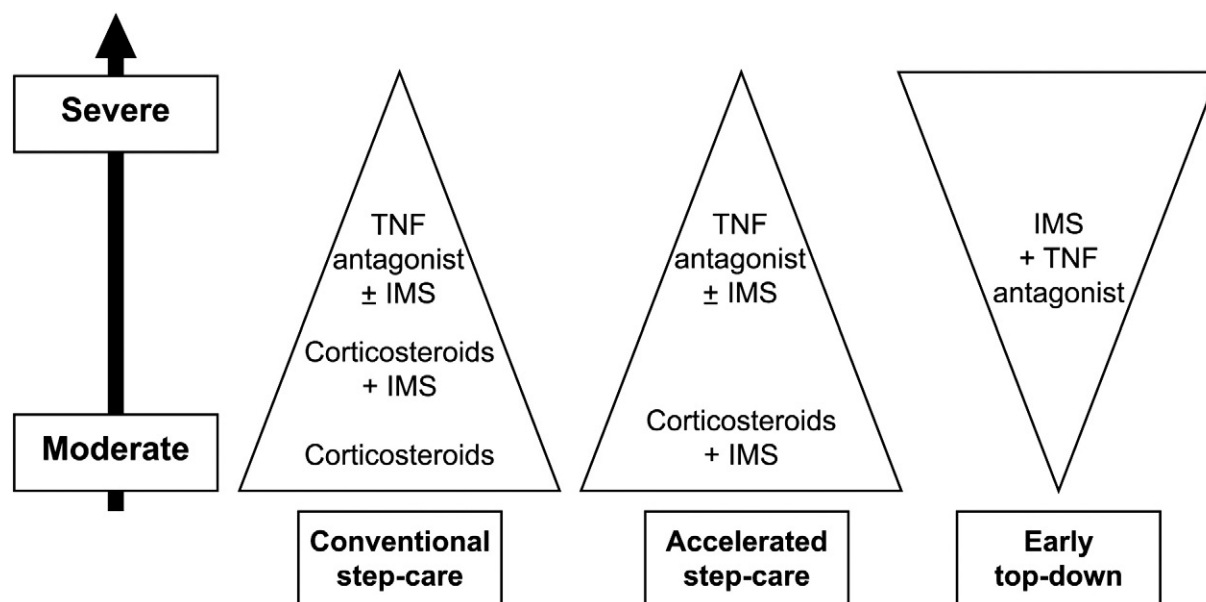 Severe
Moderate
TNF
antagonist
± IMS
Corticosteroids
+ IMS
Corticosteroids
Conventional
step-care
TNF
antagonist
± IMS
Corticosteroids
+ IMS
Accelerated
step-care
IMS
+ TNF
antagonist
Early
top-down